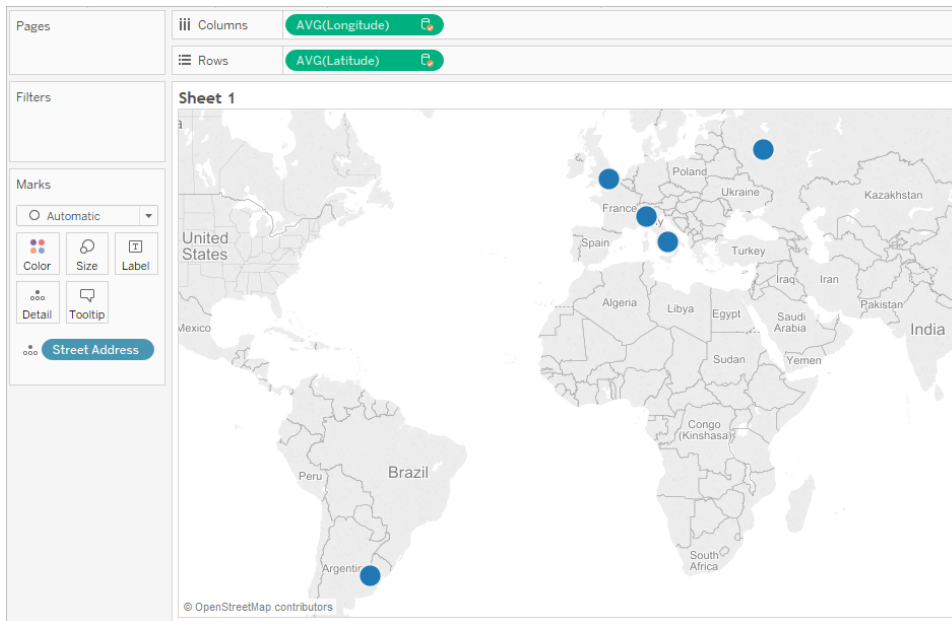 Pages
Columns
AVG(Longitude)
Rows
AVG(Latitude)
Filters
Marks
Automatic
Color
Size
Label
Detail
Tooltip
Street Address
Sheet 1
United States
Mexico
Peru
Brazil
Argentin
Poland
Ukraine
Kazakhstan
France
Spain
Turkey
Iraq
Iran
Algeria
Libya
Egypt
Saudi Arabia
Pakistan
India
Sudan
Yemen
Congo
(Kinshasa)
South Africa
© OpenStreetMap contributors